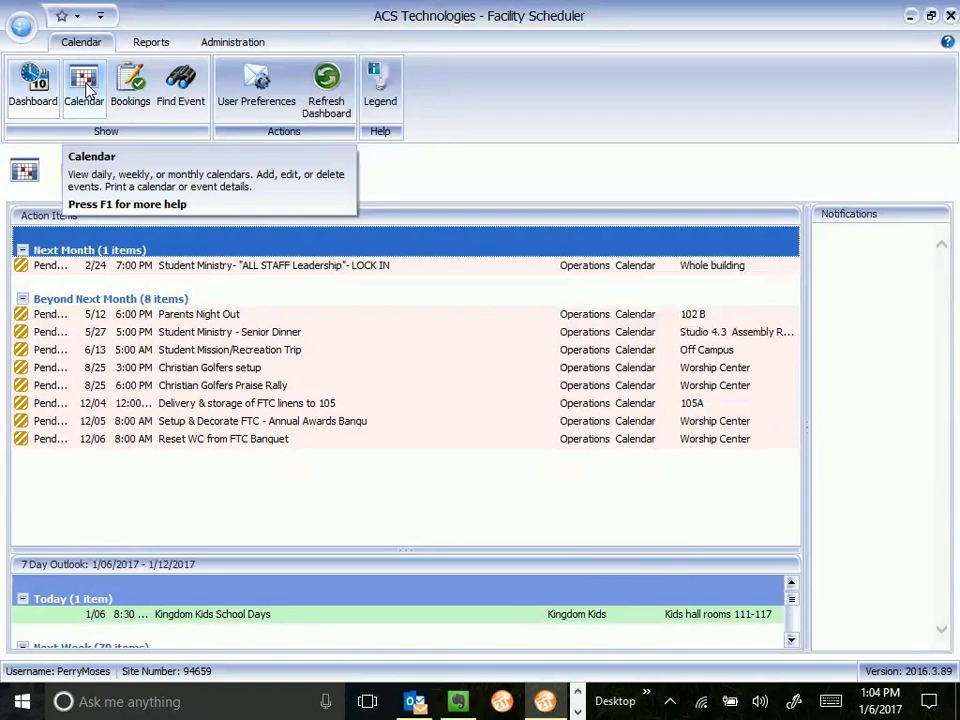 ACS Technologies - Facility Scheduler
Calendar Reports Administration
10
Dashboard Calendar Bookings Find Event User Preferences Refresh Dashboard Legend
Show Actions Help
Calendar
View daily, weekly, or monthly calendars. Add, edit, or delete
events. Print a calendar or event details.
Press F1 for more help
Action Items Notifications
Next Month (1 items)
Pend... 2/24 7:00 PM Student Ministry- "ALL STAFF Leadership"- LOCK IN Operations Calendar Whole building
Beyond Next Month (8 items)
Pend... 5/12 6:00 PM Parents Night Out Operations Calendar 102 B
Pend... 5/27 5:00 PM Student Ministry - Senior Dinner Operations Calendar Studio 4.3 Assembly R...
Pend... 6/13 5:00 AM Student Mission/Recreation Trip Operations Calendar Off Campus
Pend... 8/25 3:00 PM Christian Golfers setup Operations Calendar Worship Center
Pend... 8/25 6:00 PM Christian Golfers Praise Rally Operations Calendar Worship Center
Pend... 12/04 12:00... Delivery & storage of FTC linens to 105 Operations Calendar 105A
Pend... 12/05 8:00 AM Setup & Decorate FTC - Annual Awards Banqu Operations Calendar Worship Center
Pend... 12/06 8:00 AM Reset WC from FTC Banquet Operations Calendar Worship Center
7 Day Outlook: 1/06/2017 - 1/12/2017
Today (1 item)
1/06 8:30 ... Kingdom Kids School Days Kingdom Kids Kids hall rooms 111-117
Next Week (79 items)
Username: PerryMoses Site Number: 94659 Version: 2016.3.89
Ask me anything Desktop 1:04 PM
1/6/2017